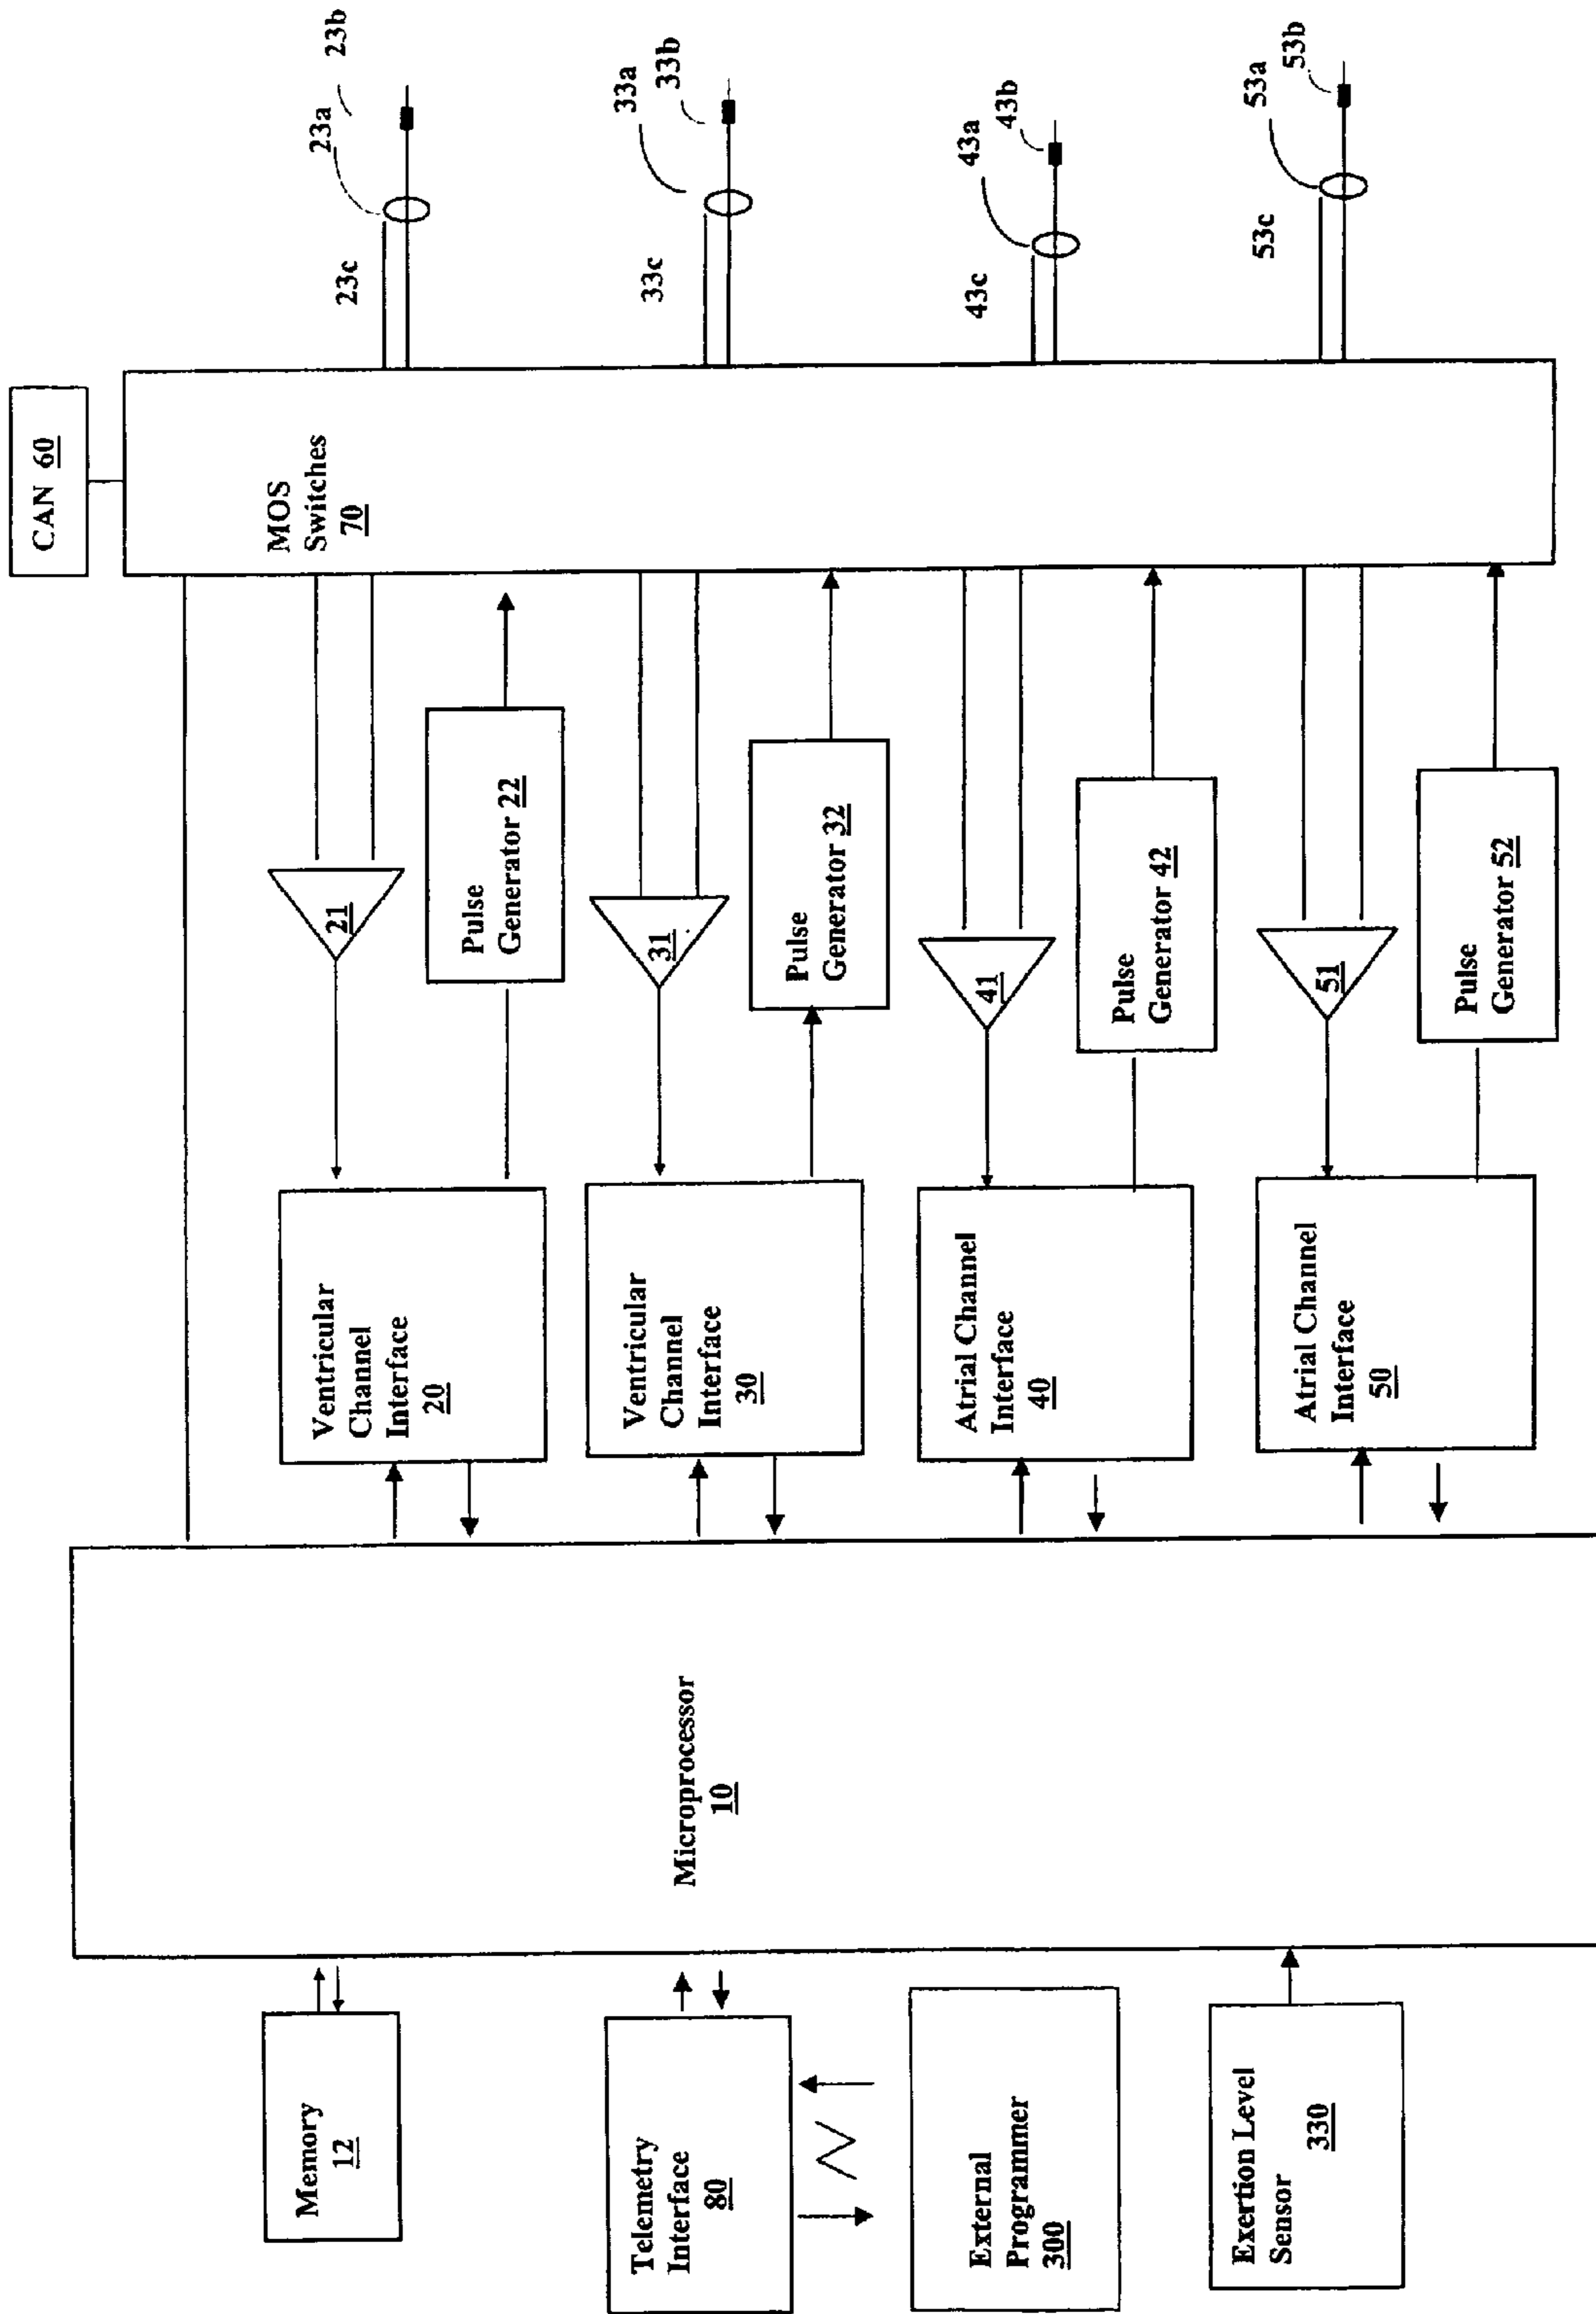 CAN 60
MOS
Switches
70
23a
23b
23c
33a
33b
33c
43a
43b
43c
53a
53b
53c
21
Pulse
Generator 22
31
Pulse
Generator 32
41
Pulse
Generator 42
51
Pulse
Generator 52
Ventricular
Channel
Interface
20
Ventricular
Channel
Interface
30
Atrial Channel
Interface
40
Atrial Channel
Interface
50
Microprocessor
10
Memory
12
Telemetry
Interface
80
External
Programmer
300
Exertion Level
Sensor
330